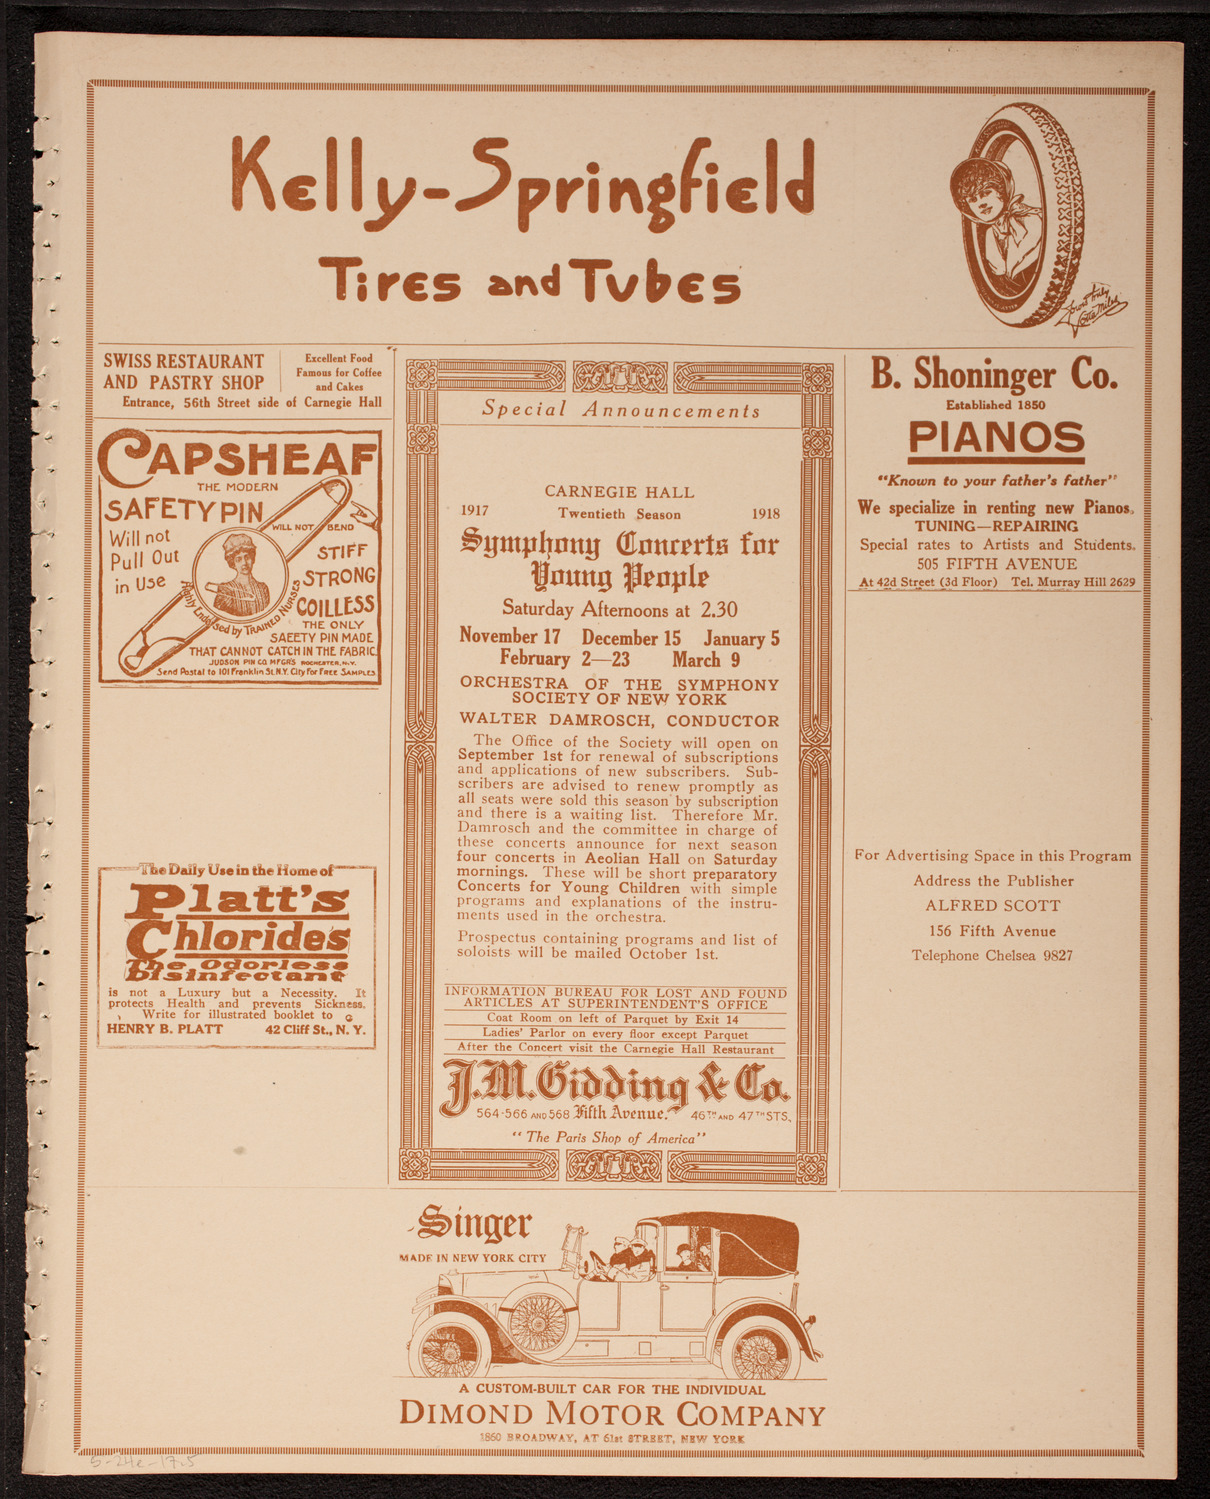 Kelly-Springfield
Tires and Tubes
Lotta Miles
SWISS RESTAURANT
AND PASTRY SHOP
Excellent Food
Famous for Coffee
and Cakes
Entrance, 56th Street side of Carnegie Hall
CAPSHEAF
THE MODERN
SAFETY PIN
WILL NOT BEND
Will not
Pull Out
in Use
STIFF
STRONG
COILLESS
Highly Endorsed by TRAINED NURSES
THE ONLY
SAFETY PIN MADE
THAT CANNOT CATCH IN THE FABRIC.
JUDSON PIN CO. MFGR'S ROCHESTER, N.Y.
Send Postal to 101 Franklin St. N.Y. City for FREE SAMPLES
The Daily Use in the Home of
Platt's
Chlorides
The Odorless
Disinfectant
is not a Luxury but a Necessity. It
protects Health and prevents Sickness.
Write for illustrated booklet to
HENRY B. PLATT 42 Cliff St., N. Y.
Special Announcements
CARNEGIE HALL
1917 Twentieth Season 1918
Symphony Concerts for
Young People
Saturday Afternoons at 2.30
November 17 December 15 January 5
February 2—23 March 9
ORCHESTRA OF THE SYMPHONY
SOCIETY OF NEW YORK
WALTER DAMROSCH, CONDUCTOR
The Office of the Society will open on
September 1st for renewal of subscriptions
and applications of new subscribers. Sub-
scribers are advised to renew promptly as
all seats were sold this season by subscription
and there is a waiting list. Therefore Mr.
Damrosch and the committee in charge of
these concerts announce for next season
four concerts in Aeolian Hall on Saturday
mornings. These will be short preparatory
Concerts for Young Children with simple
programs and explanations of the instru-
ments used in the orchestra.
Prospectus containing programs and list of
soloists will be mailed October 1st.
INFORMATION BUREAU FOR LOST AND FOUND
ARTICLES AT SUPERINTENDENT'S OFFICE
Coat Room on left of Parquet by Exit 14
Ladies' Parlor on every floor except Parquet
After the Concert visit the Carnegie Hall Restaurant
J.M. Gidding & Co.
564-566 AND 568 Fifth Avenue. 46TH AND 47TH STS.
"The Paris Shop of America"
B. Shoninger Co.
Established 1850
PIANOS
"Known to your father's father"
We specialize in renting new Pianos.
TUNING—REPAIRING
Special rates to Artists and Students.
505 FIFTH AVENUE
At 42d Street (3d Floor) Tel. Murray Hill 2629
For Advertising Space in this Program
Address the Publisher
ALFRED SCOTT
156 Fifth Avenue
Telephone Chelsea 9827
Singer
MADE IN NEW YORK CITY
A CUSTOM-BUILT CAR FOR THE INDIVIDUAL
DIMOND MOTOR COMPANY
1860 BROADWAY, AT 61st STREET, NEW YORK
5-24e-17.5